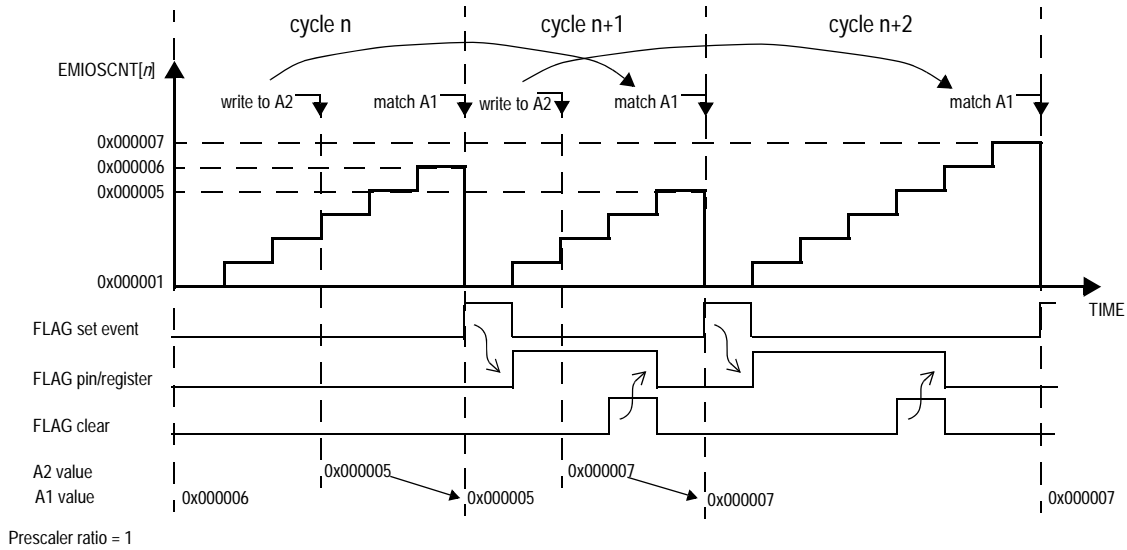 cycle n cycle n+1 cycle n+2
EMIOSCNT[n]
write to A2 match A1 write to A2 match A1 match A1
0x000007
0x000006
0x000005
0x000001
TIME
FLAG set event
FLAG pin/register
FLAG clear
A2 value 0x000005 0x000007
A1 value 0x000006 0x000005 0x000007 0x000007
Prescaler ratio = 1